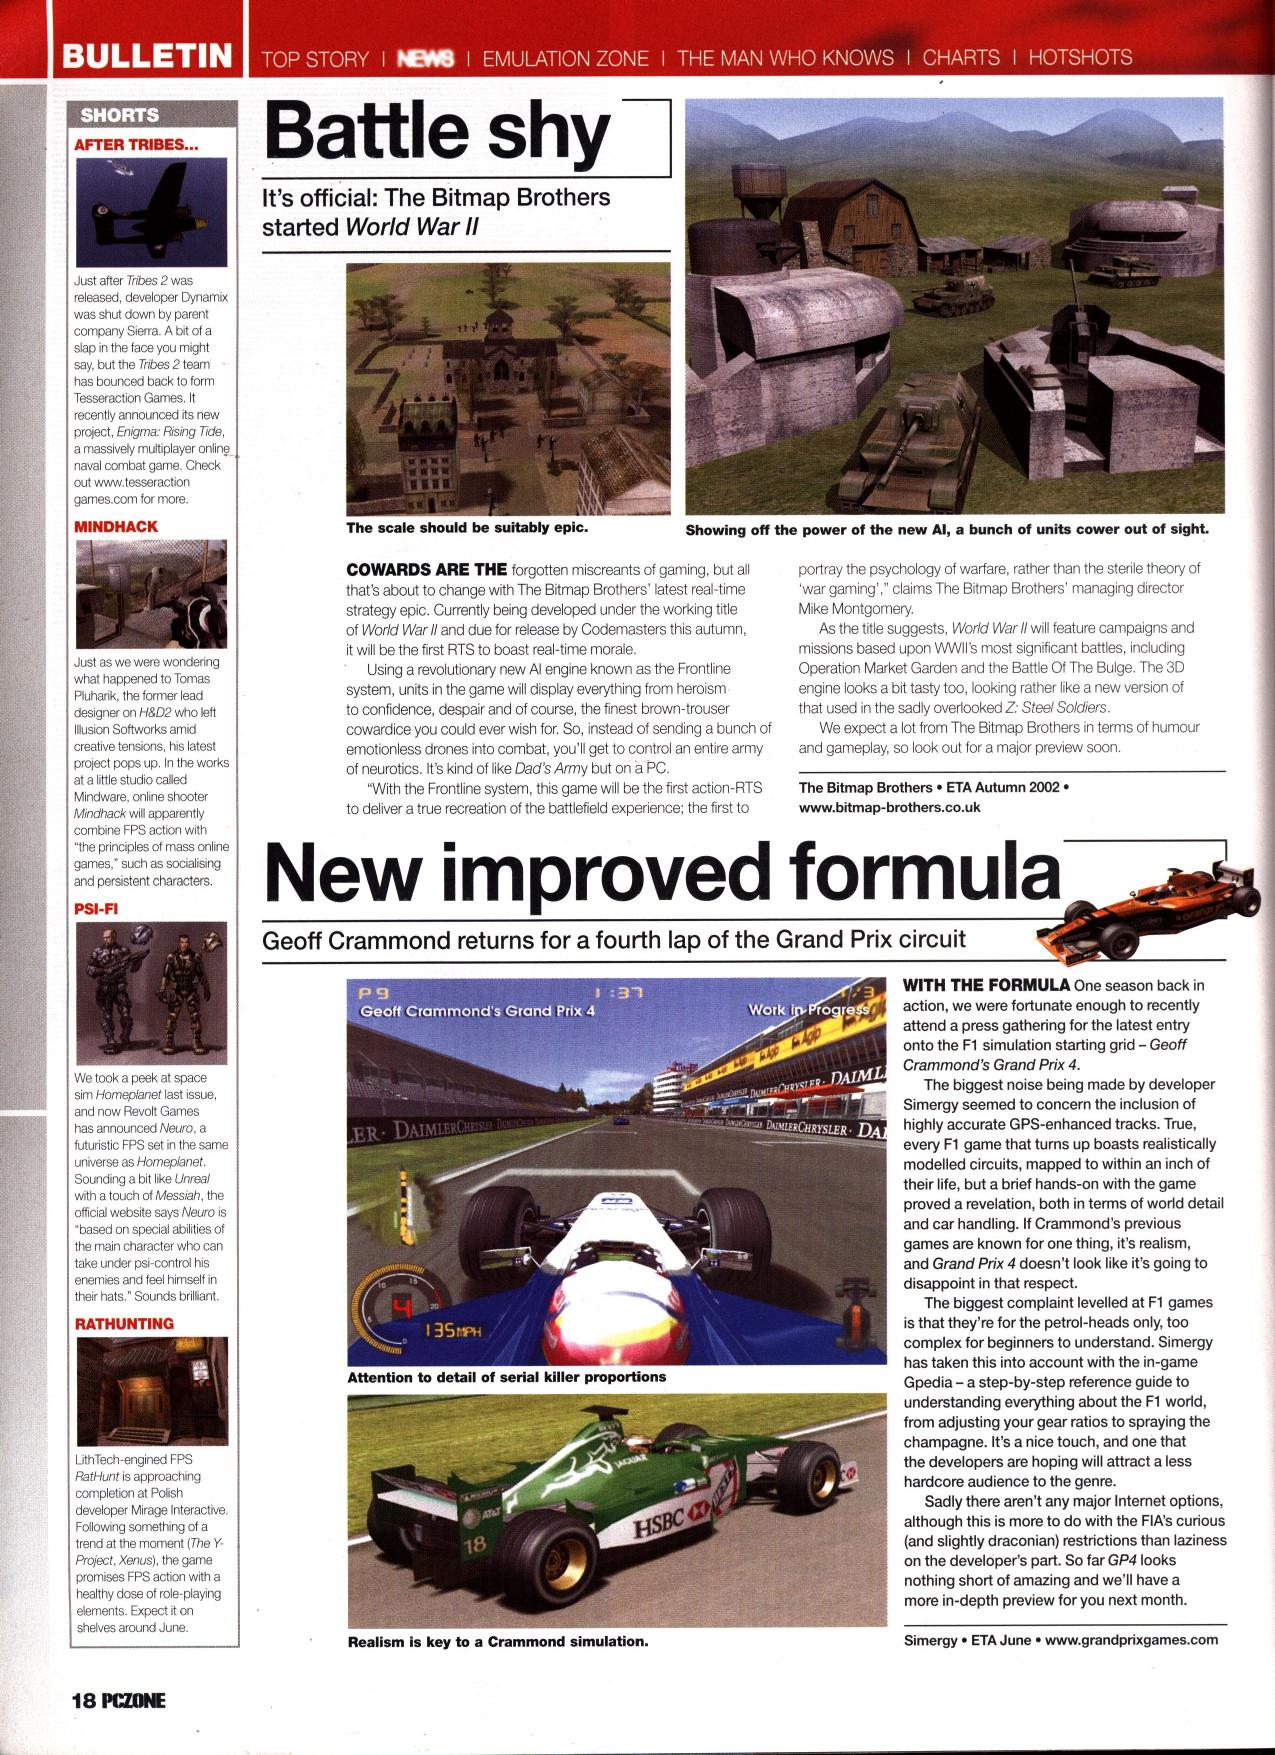 BULLETIN
TOP STORY | NEWS | EMULATION ZONE | THE MAN WHO KNOWS | CHARTS | HOTSHOTS
SHORTS
AFTER TRIBES...
Just after Tribes 2 was
released, developer Dynamix
was shut down by parent
company Sierra. A bit of a
slap in the face you might
say, but the Tribes 2 team
has bounced back to form
Tesseraction Games. It
recently announced its new
project, Enigma: Rising Tide,
a massively multiplayer online
naval combat game. Check
out www.tesseraction
games.com for more.
MINDHACK
Just as we were wondering
what happened to Tomas
Pluharik, the former lead
designer on H&D2 who left
Illusion Softworks amid
creative tensions, his latest
project pops up. In the works
at a little studio called
Mindware, online shooter
Mindhack will apparently
combine FPS action with
"the principles of mass online
games," such as socialising
and persistent characters.
PSI-FI
We took a peek at space
sim Homeplanet last issue,
and now Revolt Games
has announced Neuro, a
futuristic FPS set in the same
universe as Homeplanet.
Sounding a bit like Unreal
with a touch of Messiah, the
official website says Neuro is
"based on special abilities of
the main character who can
take under psi-control his
enemies and feel himself in
their hats." Sounds brilliant.
RATHUNTING
LithTech-engined FPS
RatHunt is approaching
completion at Polish
developer Mirage Interactive.
Following something of a
trend at the moment (The Y-
Project, Xenus), the game
promises FPS action with a
healthy dose of role-playing
elements. Expect it on
shelves around June.
Battle shy
It's official: The Bitmap Brothers
started World War II
The scale should be suitably epic.
Showing off the power of the new AI, a bunch of units cower out of sight.
COWARDS ARE THE forgotten miscreants of gaming, but all
that's about to change with The Bitmap Brothers' latest real-time
strategy epic. Currently being developed under the working title
of World War II and due for release by Codemasters this autumn,
it will be the first RTS to boast real-time morale.
Using a revolutionary new AI engine known as the Frontline
system, units in the game will display everything from heroism
to confidence, despair and of course, the finest brown-trouser
cowardice you could ever wish for. So, instead of sending a bunch of
emotionless drones into combat, you'll get to control an entire army
of neurotics. It's kind of like Dad's Army but on a PC.
"With the Frontline system, this game will be the first action-RTS
to deliver a true recreation of the battlefield experience; the first to
portray the psychology of warfare, rather than the sterile theory of
'war gaming'," claims The Bitmap Brothers' managing director
Mike Montgomery.
As the title suggests, World War II will feature campaigns and
missions based upon WWII's most significant battles, including
Operation Market Garden and the Battle Of The Bulge. The 3D
engine looks a bit tasty too, looking rather like a new version of
that used in the sadly overlooked Z: Steel Soldiers.
We expect a lot from The Bitmap Brothers in terms of humour
and gameplay, so look out for a major preview soon.
The Bitmap Brothers • ETA Autumn 2002 •
www.bitmap-brothers.co.uk
New improved formula
Geoff Crammond returns for a fourth lap of the Grand Prix circuit
P9 1:37 1/3
Geoff Crammond's Grand Prix 4 Work in Progress
Agip
DAIMLERCHRYSLER
LER · DAIMLERCHRYSLER ·
4
135MPH
Attention to detail of serial killer proportions
JAGUAR
HSBC
AT&T
18
Realism is key to a Crammond simulation.
WITH THE FORMULA One season back in
action, we were fortunate enough to recently
attend a press gathering for the latest entry
onto the F1 simulation starting grid – Geoff
Crammond's Grand Prix 4.
The biggest noise being made by developer
Simergy seemed to concern the inclusion of
highly accurate GPS-enhanced tracks. True,
every F1 game that turns up boasts realistically
modelled circuits, mapped to within an inch of
their life, but a brief hands-on with the game
proved a revelation, both in terms of world detail
and car handling. If Crammond's previous
games are known for one thing, it's realism,
and Grand Prix 4 doesn't look like it's going to
disappoint in that respect.
The biggest complaint levelled at F1 games
is that they're for the petrol-heads only, too
complex for beginners to understand. Simergy
has taken this into account with the in-game
Gpedia – a step-by-step reference guide to
understanding everything about the F1 world,
from adjusting your gear ratios to spraying the
champagne. It's a nice touch, and one that
the developers are hoping will attract a less
hardcore audience to the genre.
Sadly there aren't any major Internet options,
although this is more to do with the FIA's curious
(and slightly draconian) restrictions than laziness
on the developer's part. So far GP4 looks
nothing short of amazing and we'll have a
more in-depth preview for you next month.
Simergy • ETA June • www.grandprixgames.com
18 PCZONE